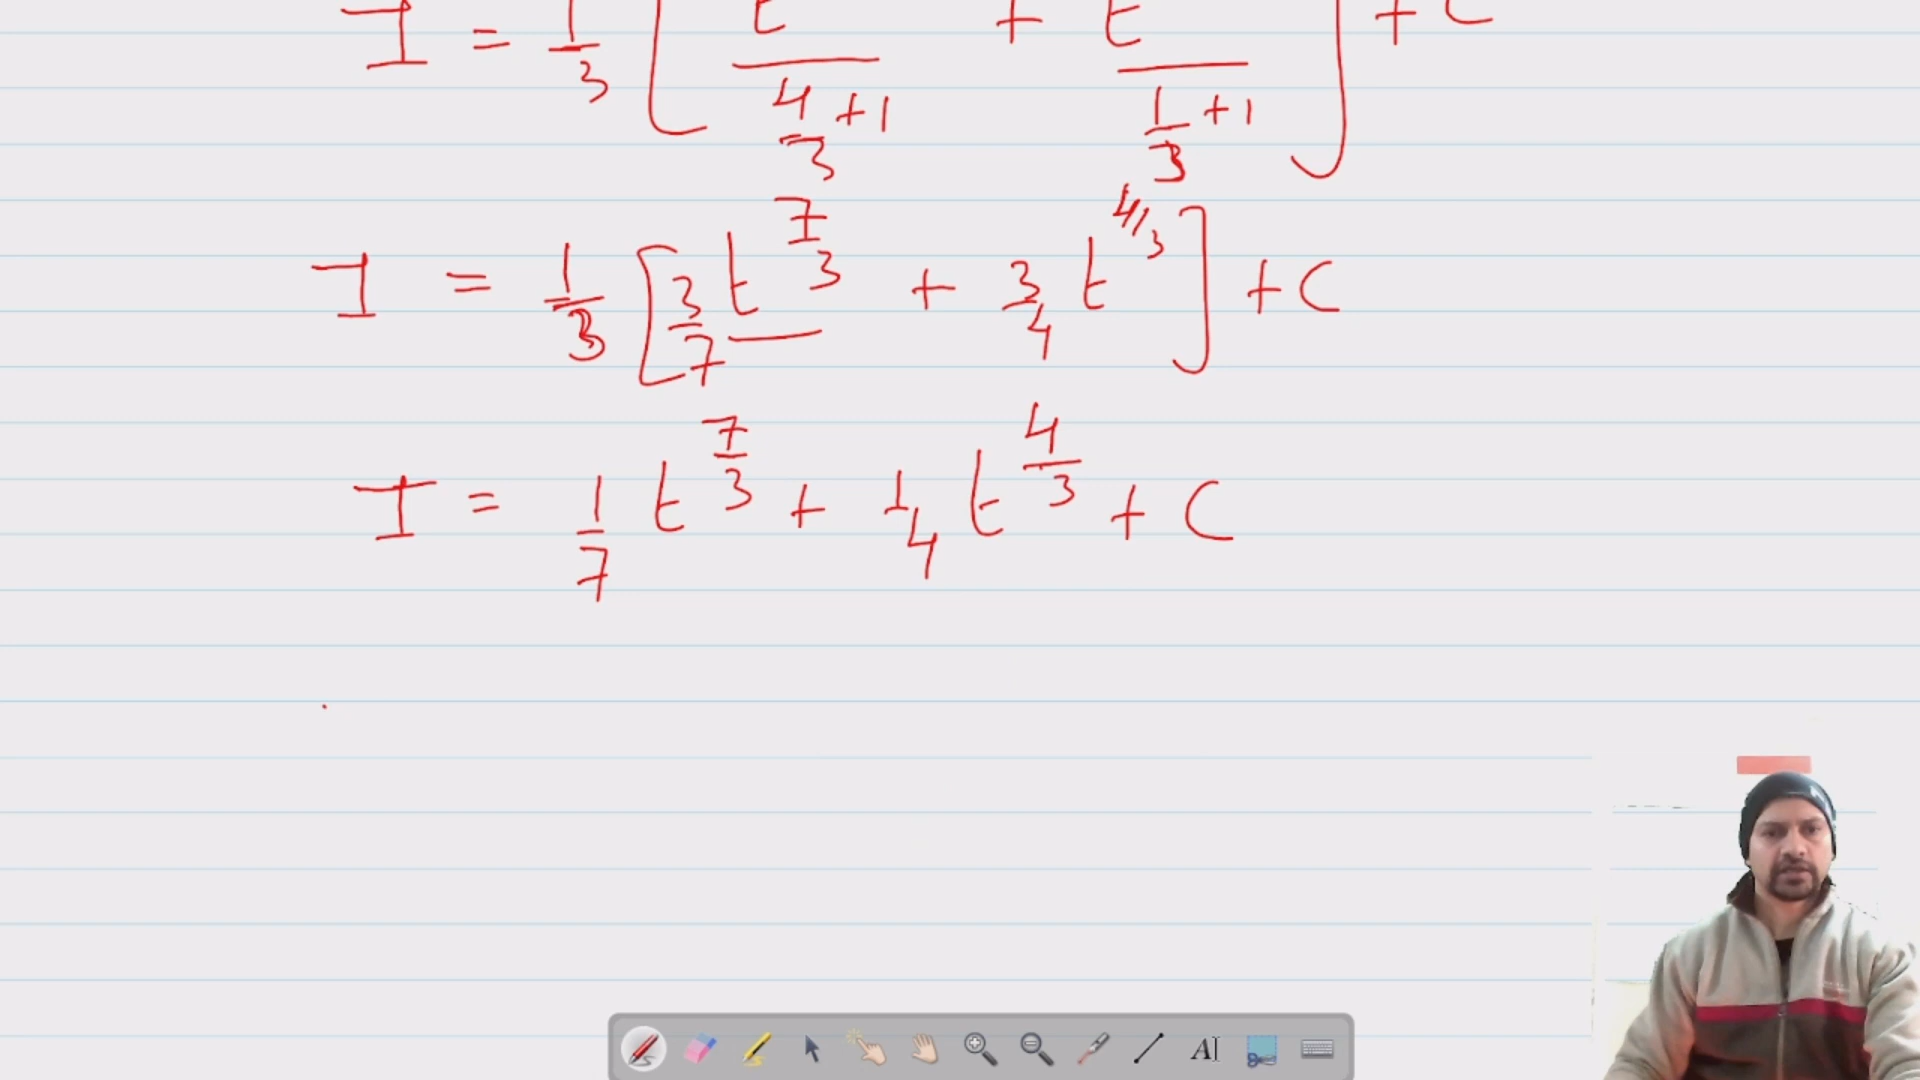 I = 1/3 [ t / (4/3 + 1) + t / (1/3 + 1) ] + C
I = 1/3 [ 3/7 t^7/3 + 3/4 t^4/3 ] + C
I = 1/7 t^7/3 + 1/4 t^4/3 + C
AI